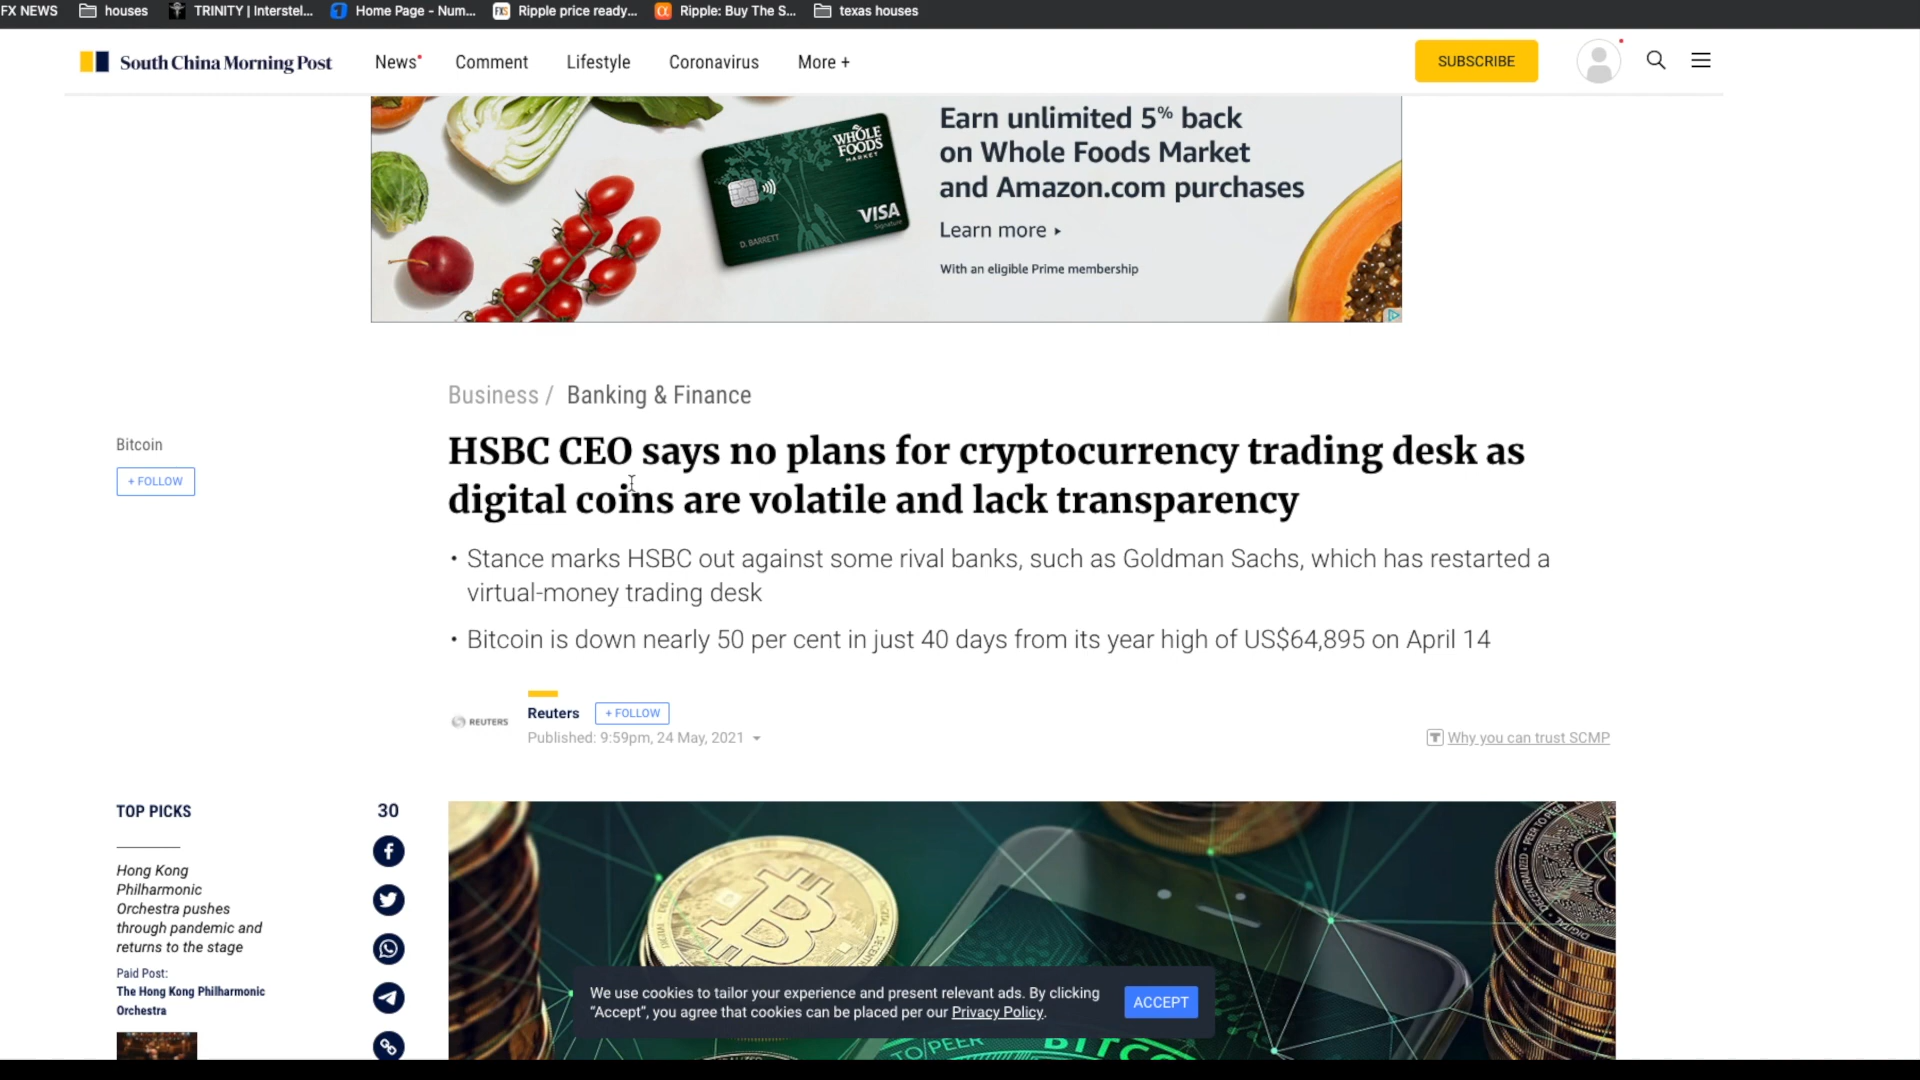 FX NEWS
houses
TRINITY | Interstel...
Home Page - Num...
Ripple price ready...
Ripple: Buy The S...
texas houses
South China Morning Post
News
Comment
Lifestyle
Coronavirus
More +
SUBSCRIBE
WHOLE
FOODS
MARKET
VISA
Signature
D. BARRETT
Earn unlimited 5% back
on Whole Foods Market
and Amazon.com purchases
Learn more
With an eligible Prime membership
Business / Banking & Finance
Bitcoin
+ FOLLOW
HSBC CEO says no plans for cryptocurrency trading desk as
digital coins are volatile and lack transparency
• Stance marks HSBC out against some rival banks, such as Goldman Sachs, which has restarted a
virtual-money trading desk
• Bitcoin is down nearly 50 per cent in just 40 days from its year high of US$64,895 on April 14
REUTERS
Reuters
+ FOLLOW
Published: 9:59pm, 24 May, 2021
Why you can trust SCMP
TOP PICKS
30
Hong Kong
Philharmonic
Orchestra pushes
through pandemic and
returns to the stage
Paid Post:
The Hong Kong Philharmonic
Orchestra
We use cookies to tailor your experience and present relevant ads. By clicking
“Accept”, you agree that cookies can be placed per our Privacy Policy.
ACCEPT
TO PEER
BITCO